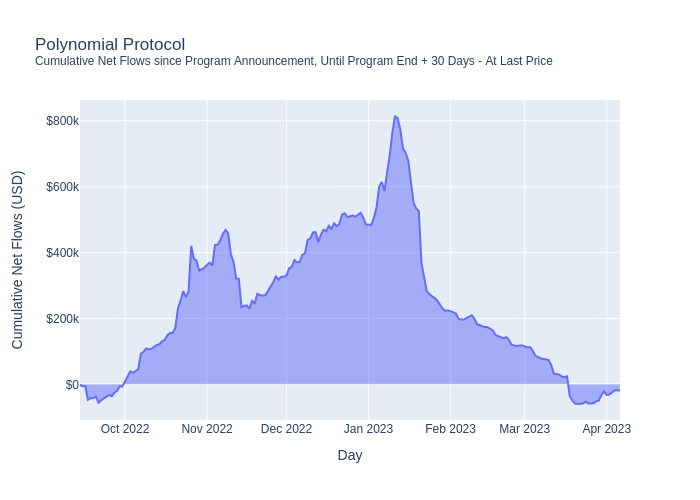 Polynomial Protocol
Cumulative Net Flows since Program Announcement, Until Program End + 30 Days - At Last Price
Cumulative Net Flows (USD)
$800k
$600k
$400k
$200k
$0
Oct 2022 Nov 2022 Dec 2022 Jan 2023 Feb 2023 Mar 2023 Apr 2023
Day